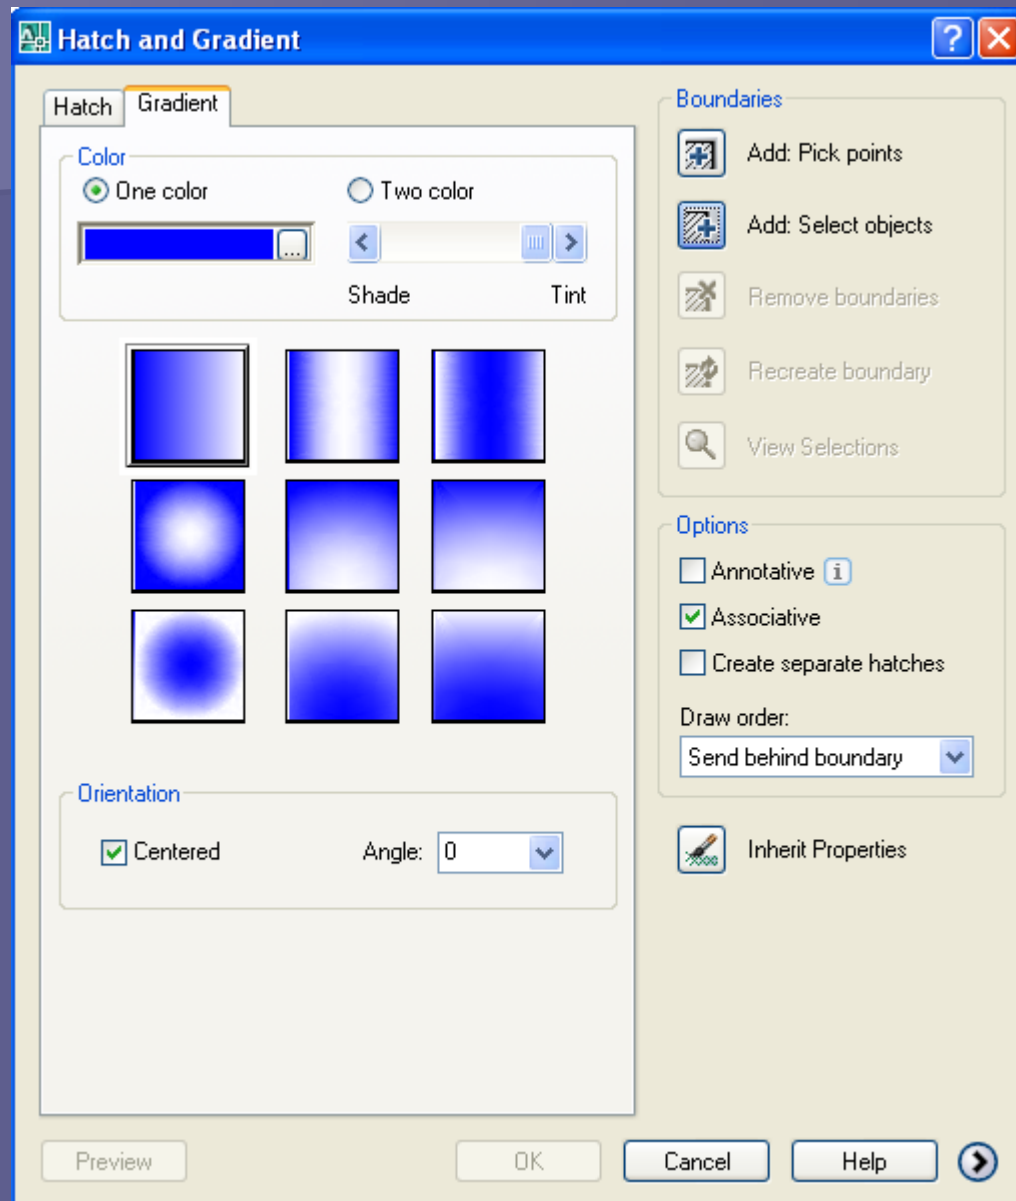 Hatch and Gradient
Hatch
Gradient
Color
One color
Two color
...
Shade
Tint
Orientation
Centered
Angle:
0
Boundaries
Add: Pick points
Add: Select objects
Remove boundaries
Recreate boundary
View Selections
Options
Annotative
Associative
Create separate hatches
Draw order:
Send behind boundary
Inherit Properties
Preview
OK
Cancel
Help